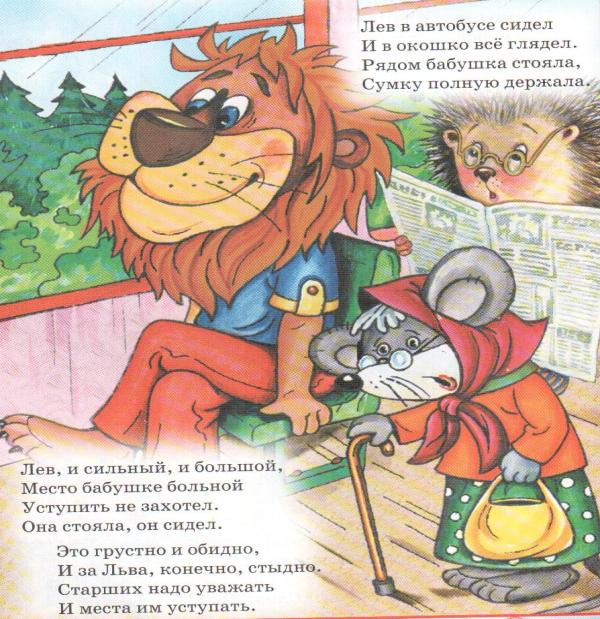 Лев в автобусе сидел
И в окошко всё глядел.
Рядом бабушка стояла,
Сумку полную держала.
Лев, и сильный, и большой,
Место бабушке больной
Уступить не захотел.
Она стояла, он сидел.
Это грустно и обидно,
И за Льва, конечно, стыдно.
Старших надо уважать
И места им уступать.